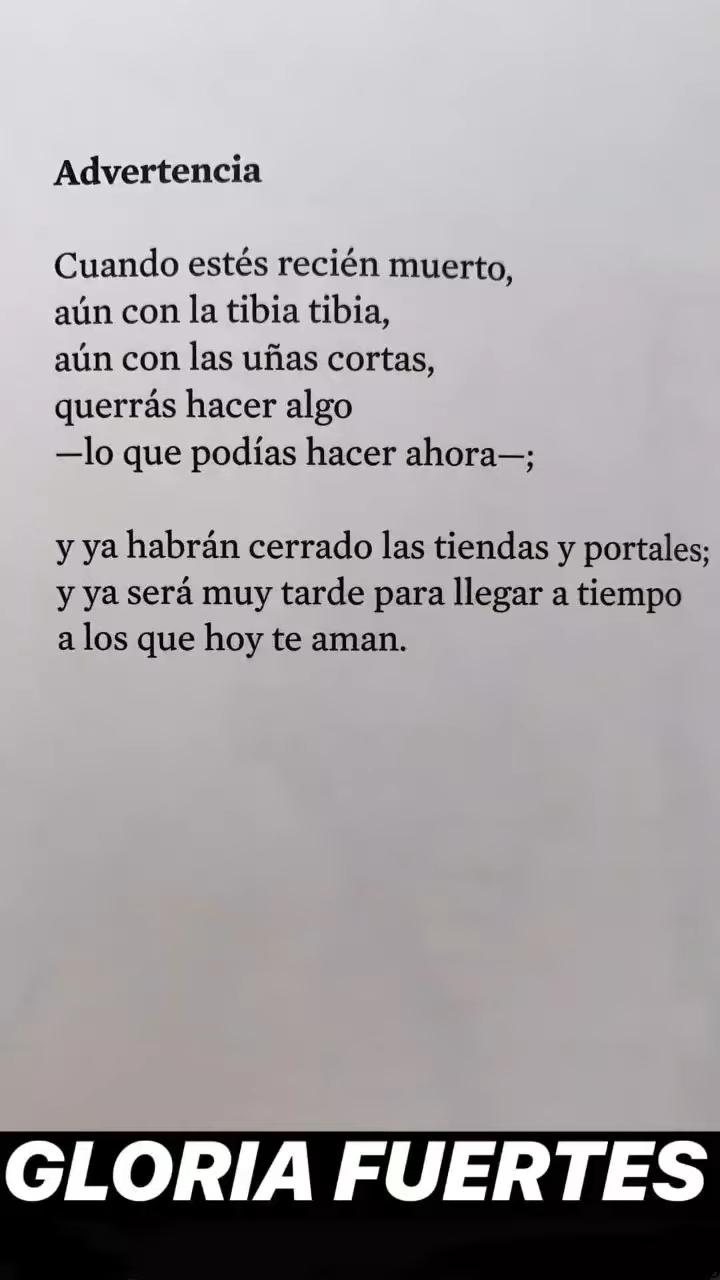 Advertencia
Cuando estés recién muerto,
aún con la tibia tibia,
aún con las uñas cortas,
querrás hacer algo
—lo que podías hacer ahora—;
y ya habrán cerrado las tiendas y portales;
y ya será muy tarde para llegar a tiempo
a los que hoy te aman.
GLORIA FUERTES